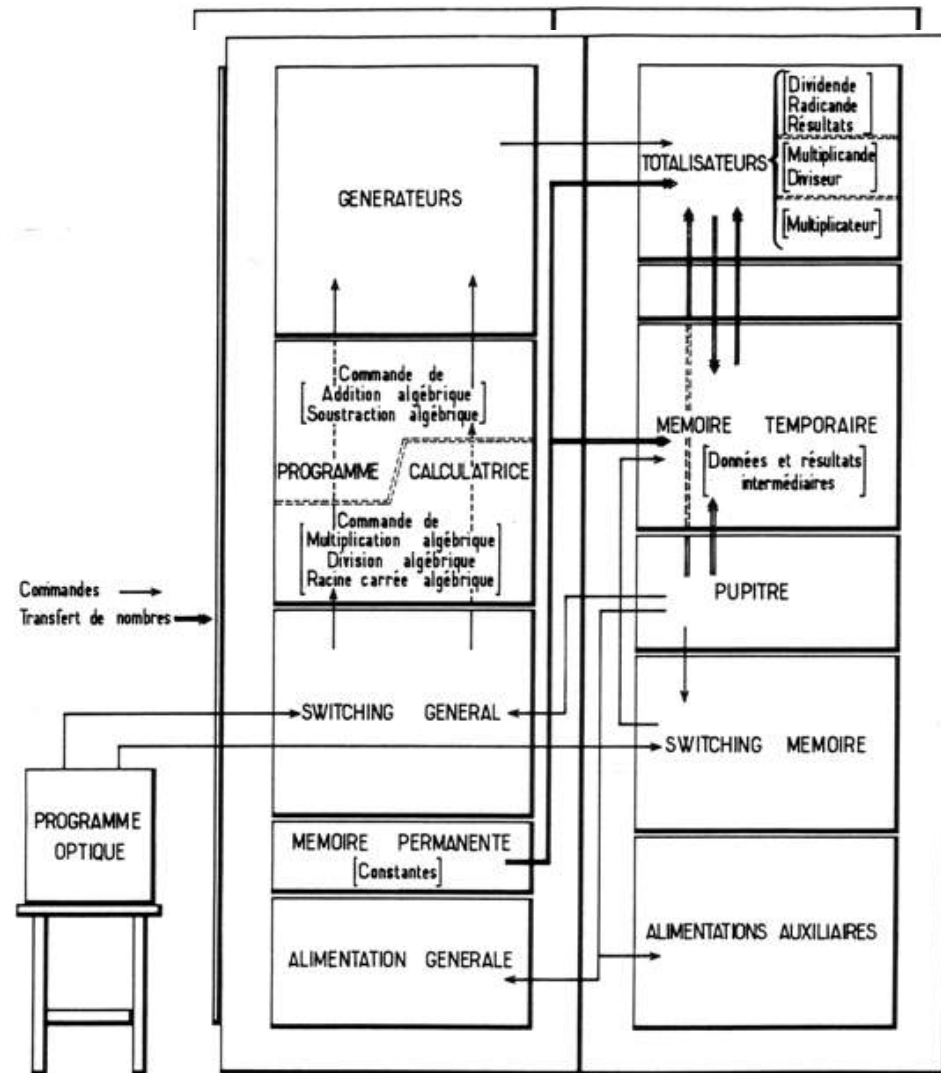 GENERATEURS
Commande de
[Addition algébrique
Soustraction algébrique]
PROGRAMME CALCULATRICE
Commande de
[Multiplication algébrique
Division algébrique
Racine carrée algébrique]
SWITCHING GENERAL
MEMOIRE PERMANENTE
[Constantes]
ALIMENTATION GENERALE
TOTALISATEURS
[Dividende
Radicande
Résultats]
[Multiplicande
Diviseur]
[Multiplicateur]
MEMOIRE TEMPORAIRE
[Données et résultats
intermédiaires]
PUPITRE
SWITCHING MEMOIRE
ALIMENTATIONS AUXILIAIRES
Commandes
Transfert de nombres
PROGRAMME
OPTIQUE